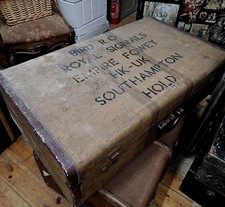 BIRD R.G.
ROYAL SIGNALS
EMPIRE FOWEY
HK-UK
SOUTHAMPTON
HOLD